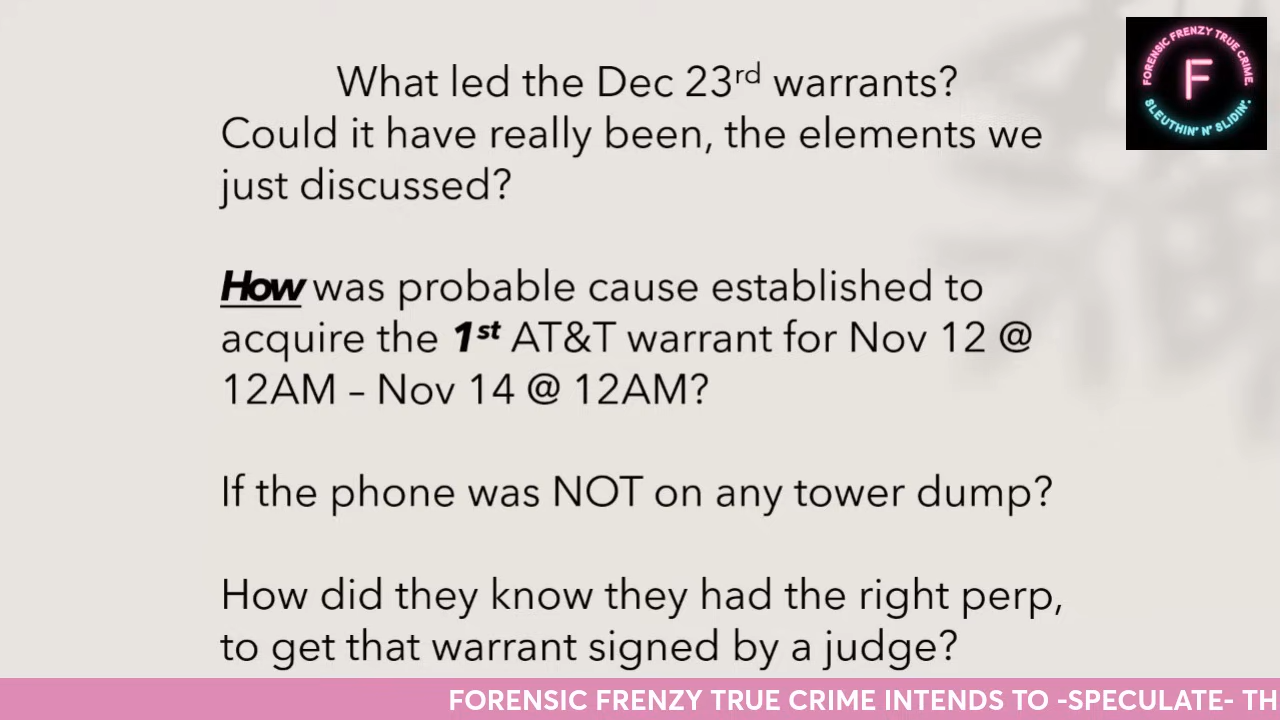 What led the Dec 23rd warrants?
Could it have really been, the elements we
just discussed?
How was probable cause established to
acquire the 1st AT&T warrant for Nov 12 @
12AM – Nov 14 @ 12AM?
If the phone was NOT on any tower dump?
How did they know they had the right perp,
to get that warrant signed by a judge?
FORENSIC FRENZY TRUE CRIME
F
SLEUTHIN' N' SLIDIN'.
FORENSIC FRENZY TRUE CRIME INTENDS TO -SPECULATE- TH